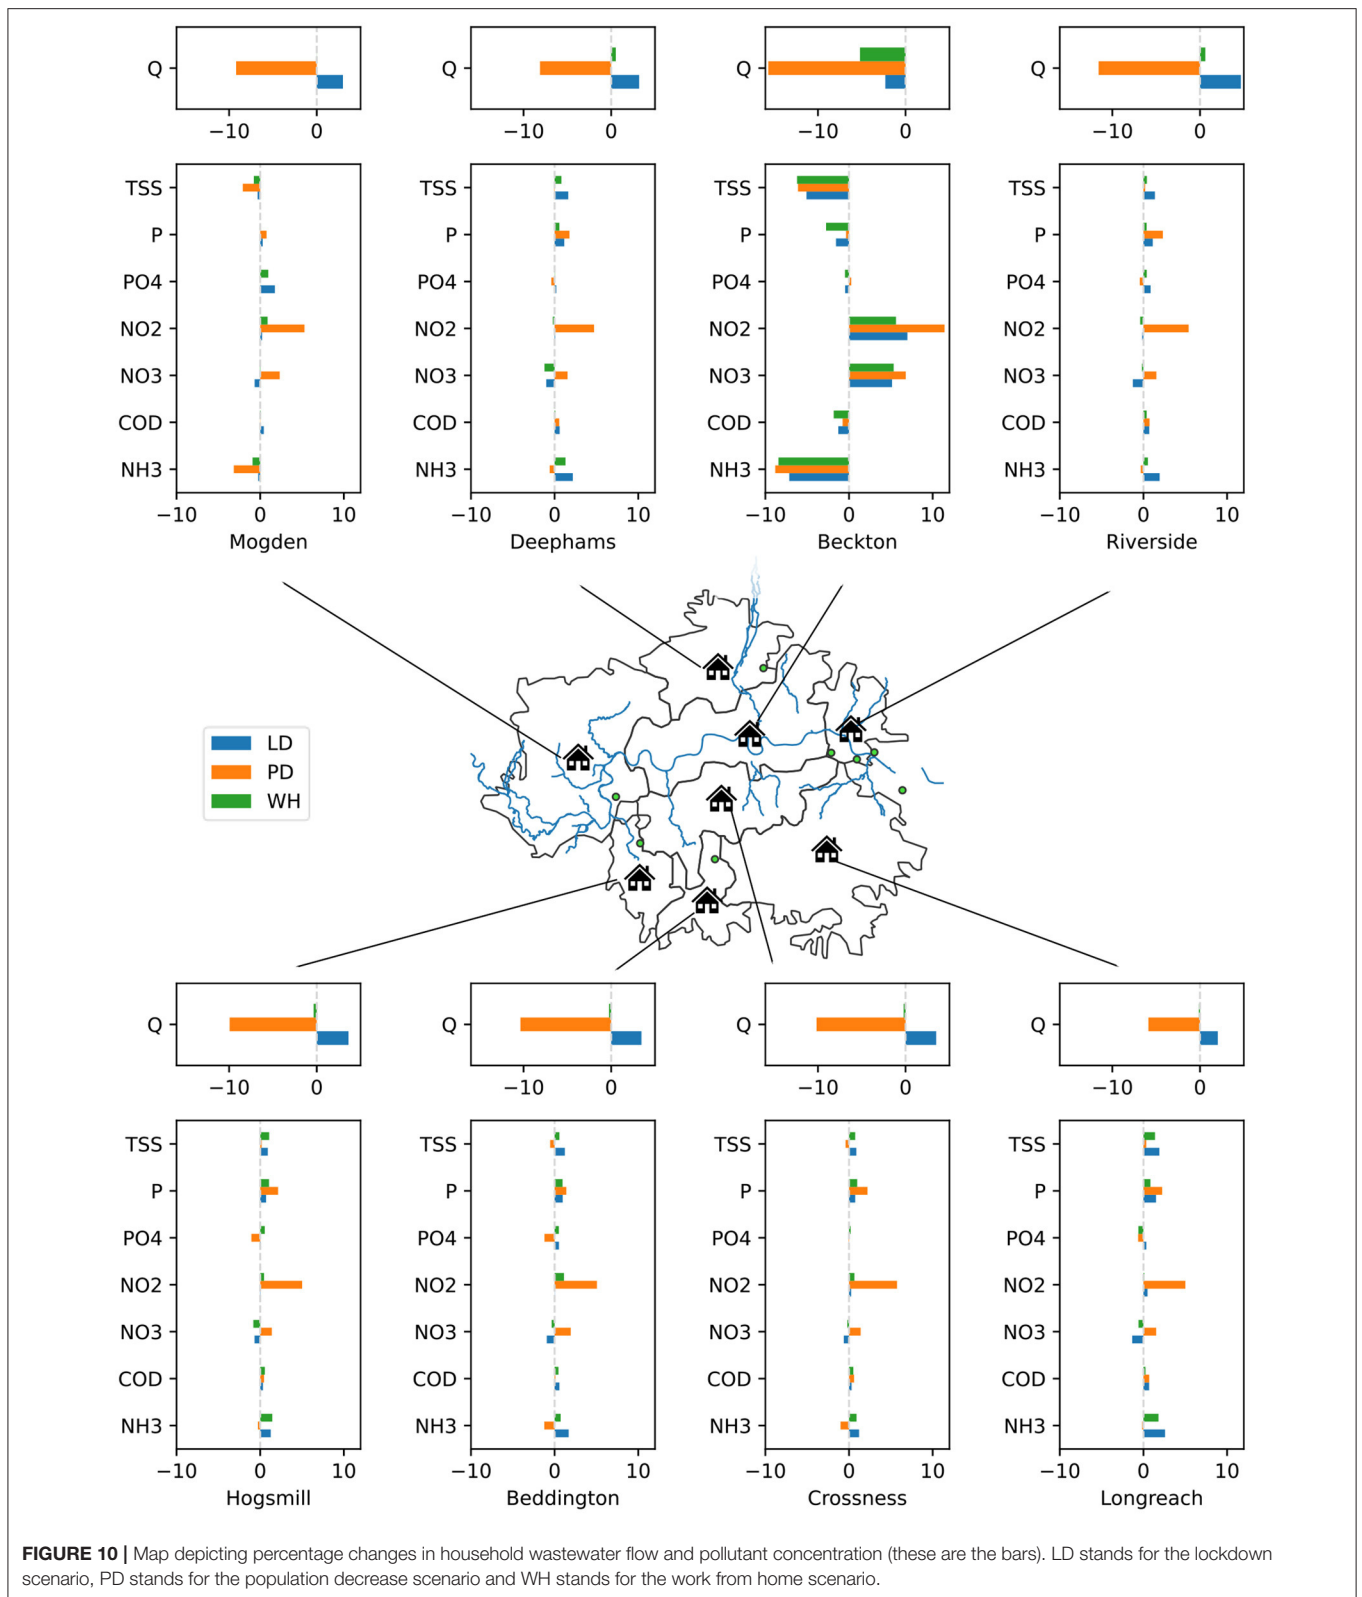 Q
Q
Q
Q
−10 0
−10 0
−10 0
−10 0
TSS
P
PO4
NO2
NO3
COD
NH3
−10 0 10
Mogden
TSS
P
PO4
NO2
NO3
COD
NH3
−10 0 10
Deephams
TSS
P
PO4
NO2
NO3
COD
NH3
−10 0 10
Beckton
TSS
P
PO4
NO2
NO3
COD
NH3
−10 0 10
Riverside
LD
PD
WH
Q
Q
Q
Q
−10 0
−10 0
−10 0
−10 0
TSS
P
PO4
NO2
NO3
COD
NH3
−10 0 10
Hogsmill
TSS
P
PO4
NO2
NO3
COD
NH3
−10 0 10
Beddington
TSS
P
PO4
NO2
NO3
COD
NH3
−10 0 10
Crossness
TSS
P
PO4
NO2
NO3
COD
NH3
−10 0 10
Longreach
FIGURE 10 | Map depicting percentage changes in household wastewater flow and pollutant concentration (these are the bars). LD stands for the lockdown
scenario, PD stands for the population decrease scenario and WH stands for the work from home scenario.